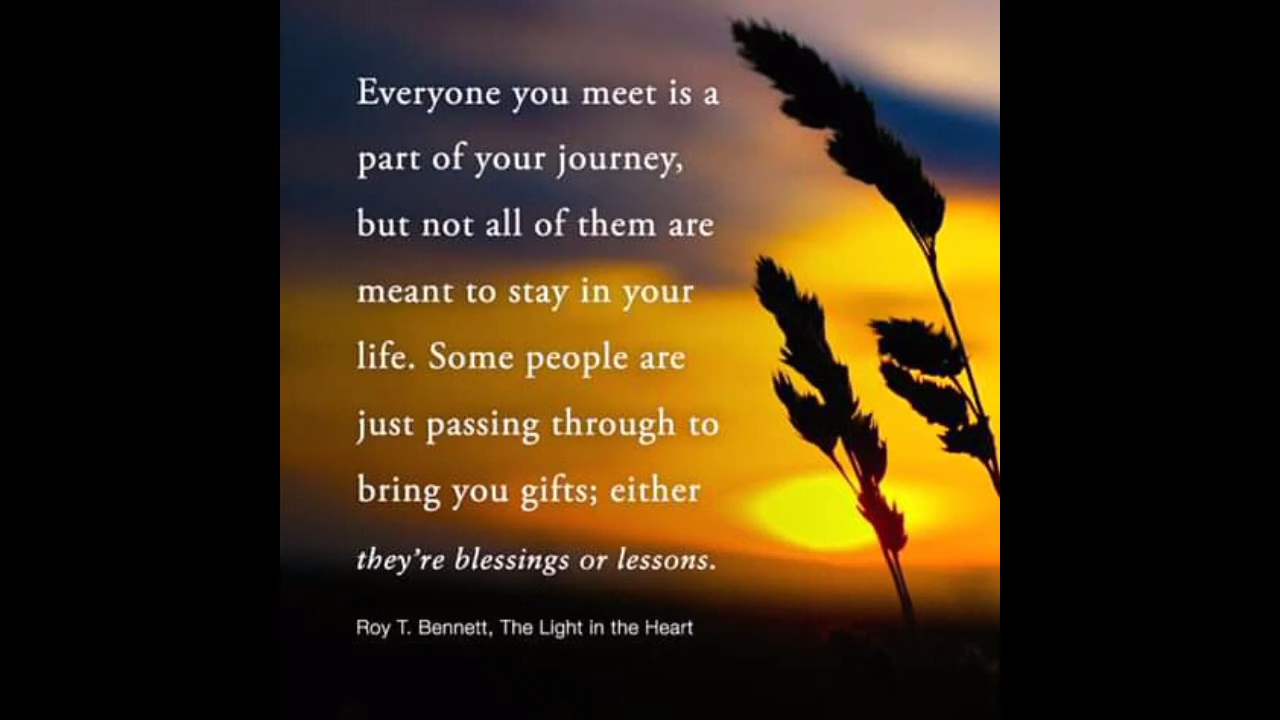 Everyone you meet is a
part of your journey,
but not all of them are
meant to stay in your
life. Some people are
just passing through to
bring you gifts; either
they’re blessings or lessons.
Roy T. Bennett, The Light in the Heart